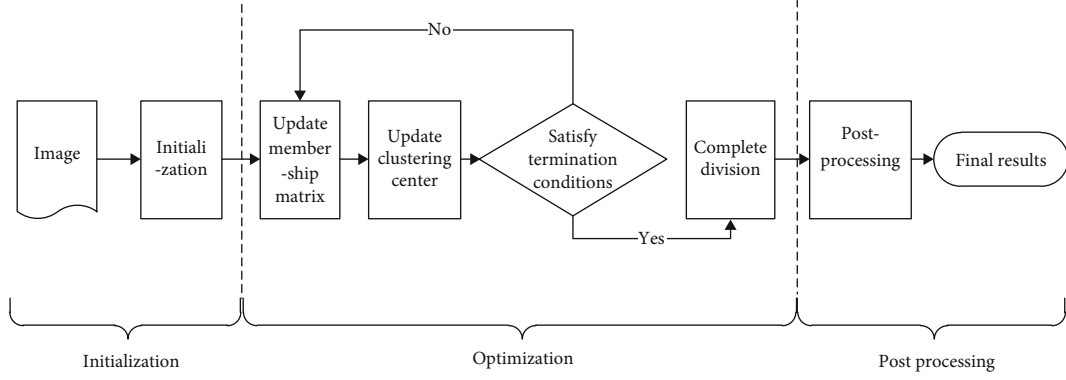 No
Image
Initiali
-zation
Update
member
-ship
matrix
Update
clustering
center
Satisfy
termination
conditions
Yes
Complete
division
Post-
processing
Final results
Initialization
Optimization
Post processing